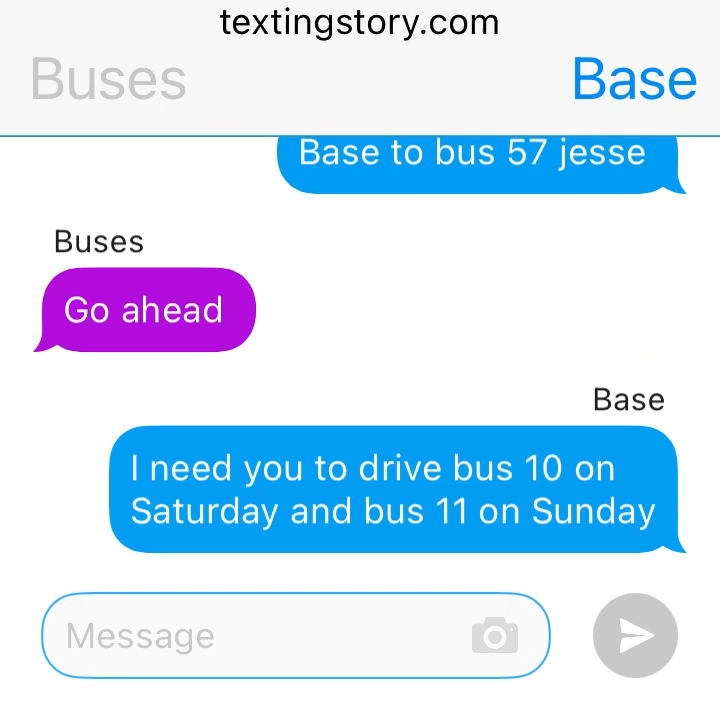 textingstory.com
Buses
Base
Base to bus 57 jesse
Buses
Go ahead
Base
I need you to drive bus 10 on
Saturday and bus 11 on Sunday
Message